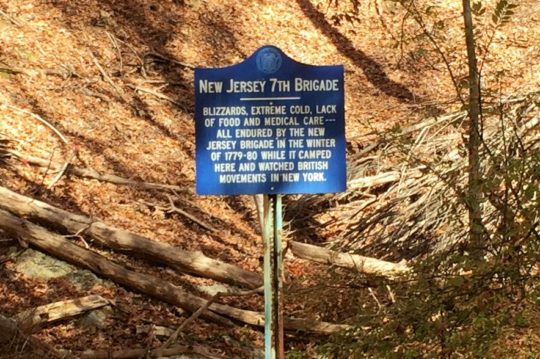 New Jersey 7th Brigade
Blizzards, extreme cold, lack
of food and medical care---
all endured by the New
Jersey Brigade in the winter
of 1779-80 while it camped
here and watched British
movements in New York.